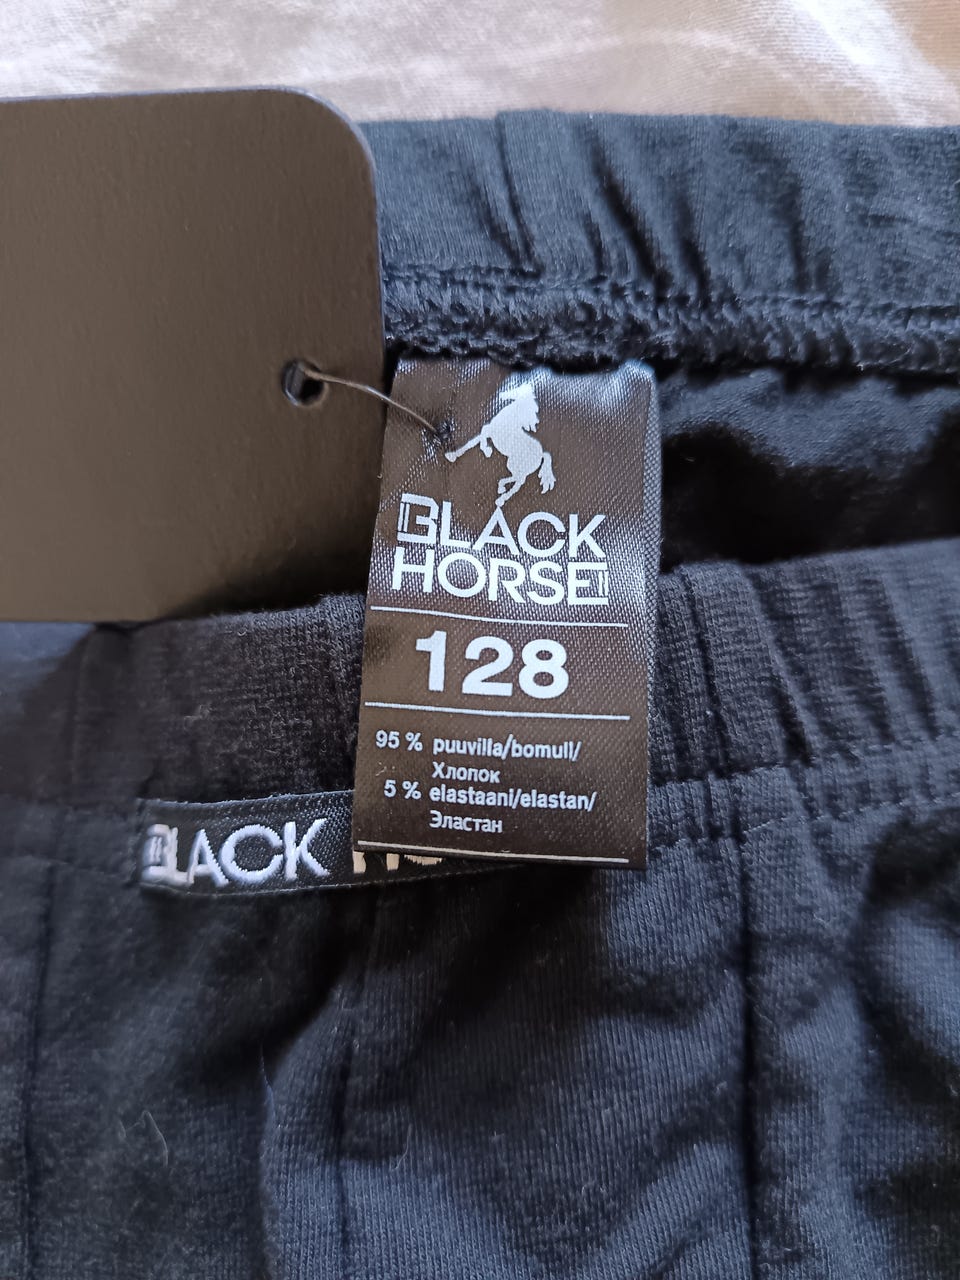 BLACK
HORSE
128
95 % puuvilla/bomull/
Хлопок
5 % elastaani/elastan/
Эластан
BLACK